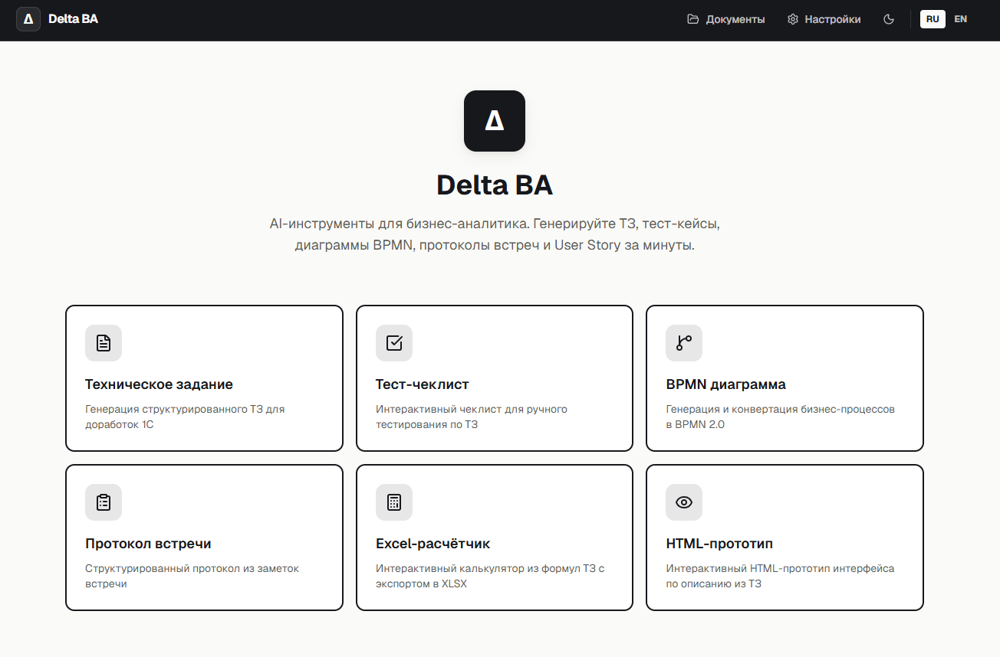 Δ Delta BA Документы Настройки RU EN
Δ
Delta BA
AI-инструменты для бизнес-аналитика. Генерируйте ТЗ, тест-кейсы,
диаграммы BPMN, протоколы встреч и User Story за минуты.
Техническое задание
Генерация структурированного ТЗ для
доработок 1С
Тест-чеклист
Интерактивный чеклист для ручного
тестирования по ТЗ
BPMN диаграмма
Генерация и конвертация бизнес-процессов
в BPMN 2.0
Протокол встречи
Структурированный протокол из заметок
встречи
Excel-расчётчик
Интерактивный калькулятор из формул ТЗ с
экспортом в XLSX
HTML-прототип
Интерактивный HTML-прототип интерфейса
по описанию из ТЗ